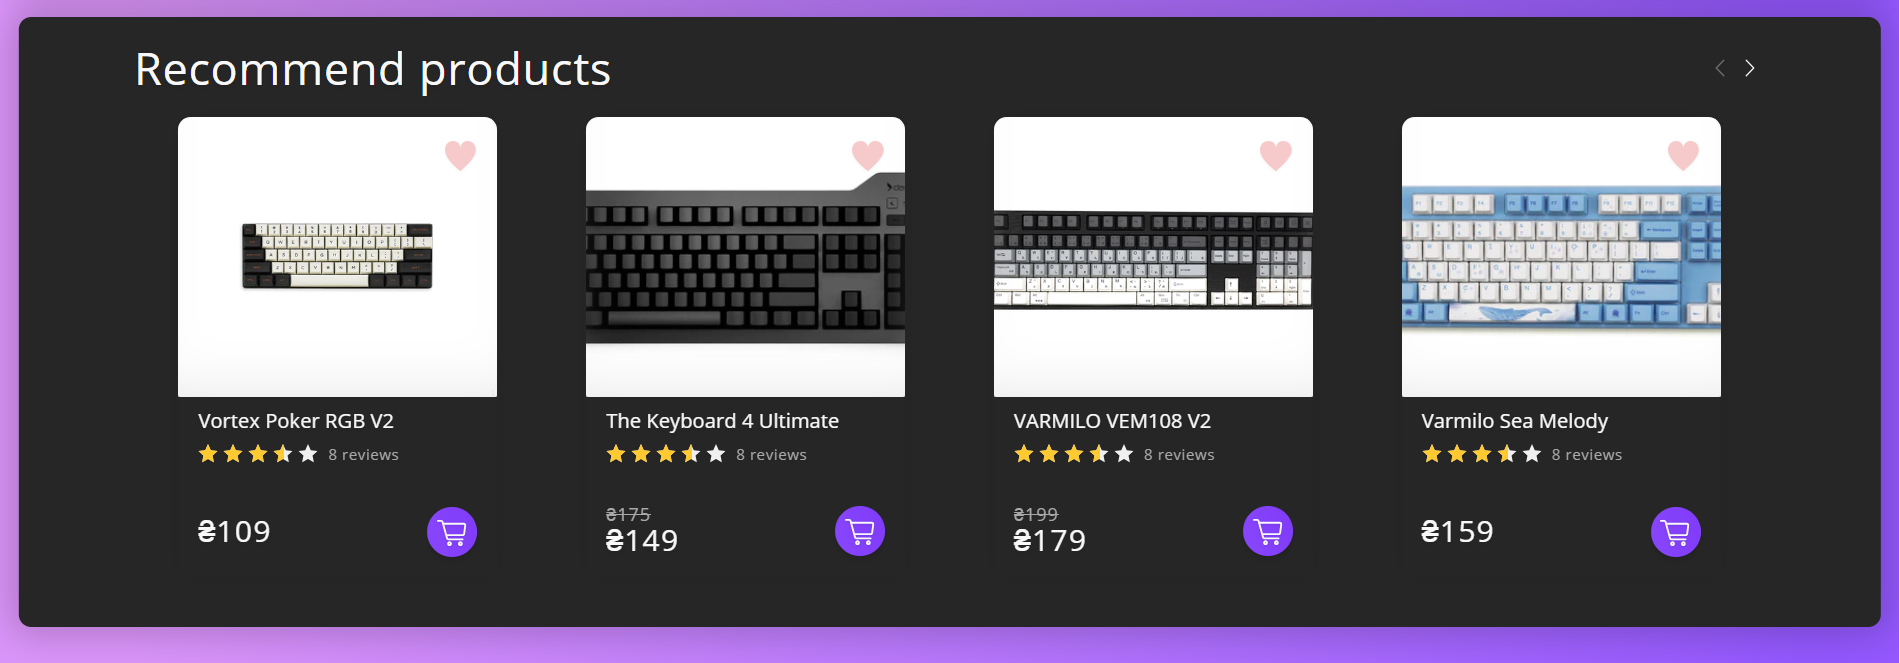 Recommend products
Vortex Poker RGB V2
8 reviews
₴109
The Keyboard 4 Ultimate
8 reviews
₴175
₴149
VARMILO VEM108 V2
8 reviews
₴199
₴179
Varmilo Sea Melody
8 reviews
₴159